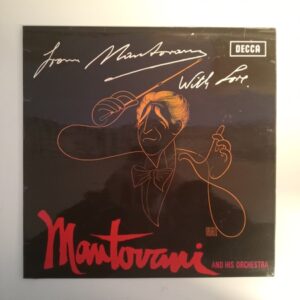 from Mantovani
DECCA
With Love.
Mantovani
AND HIS ORCHESTRA